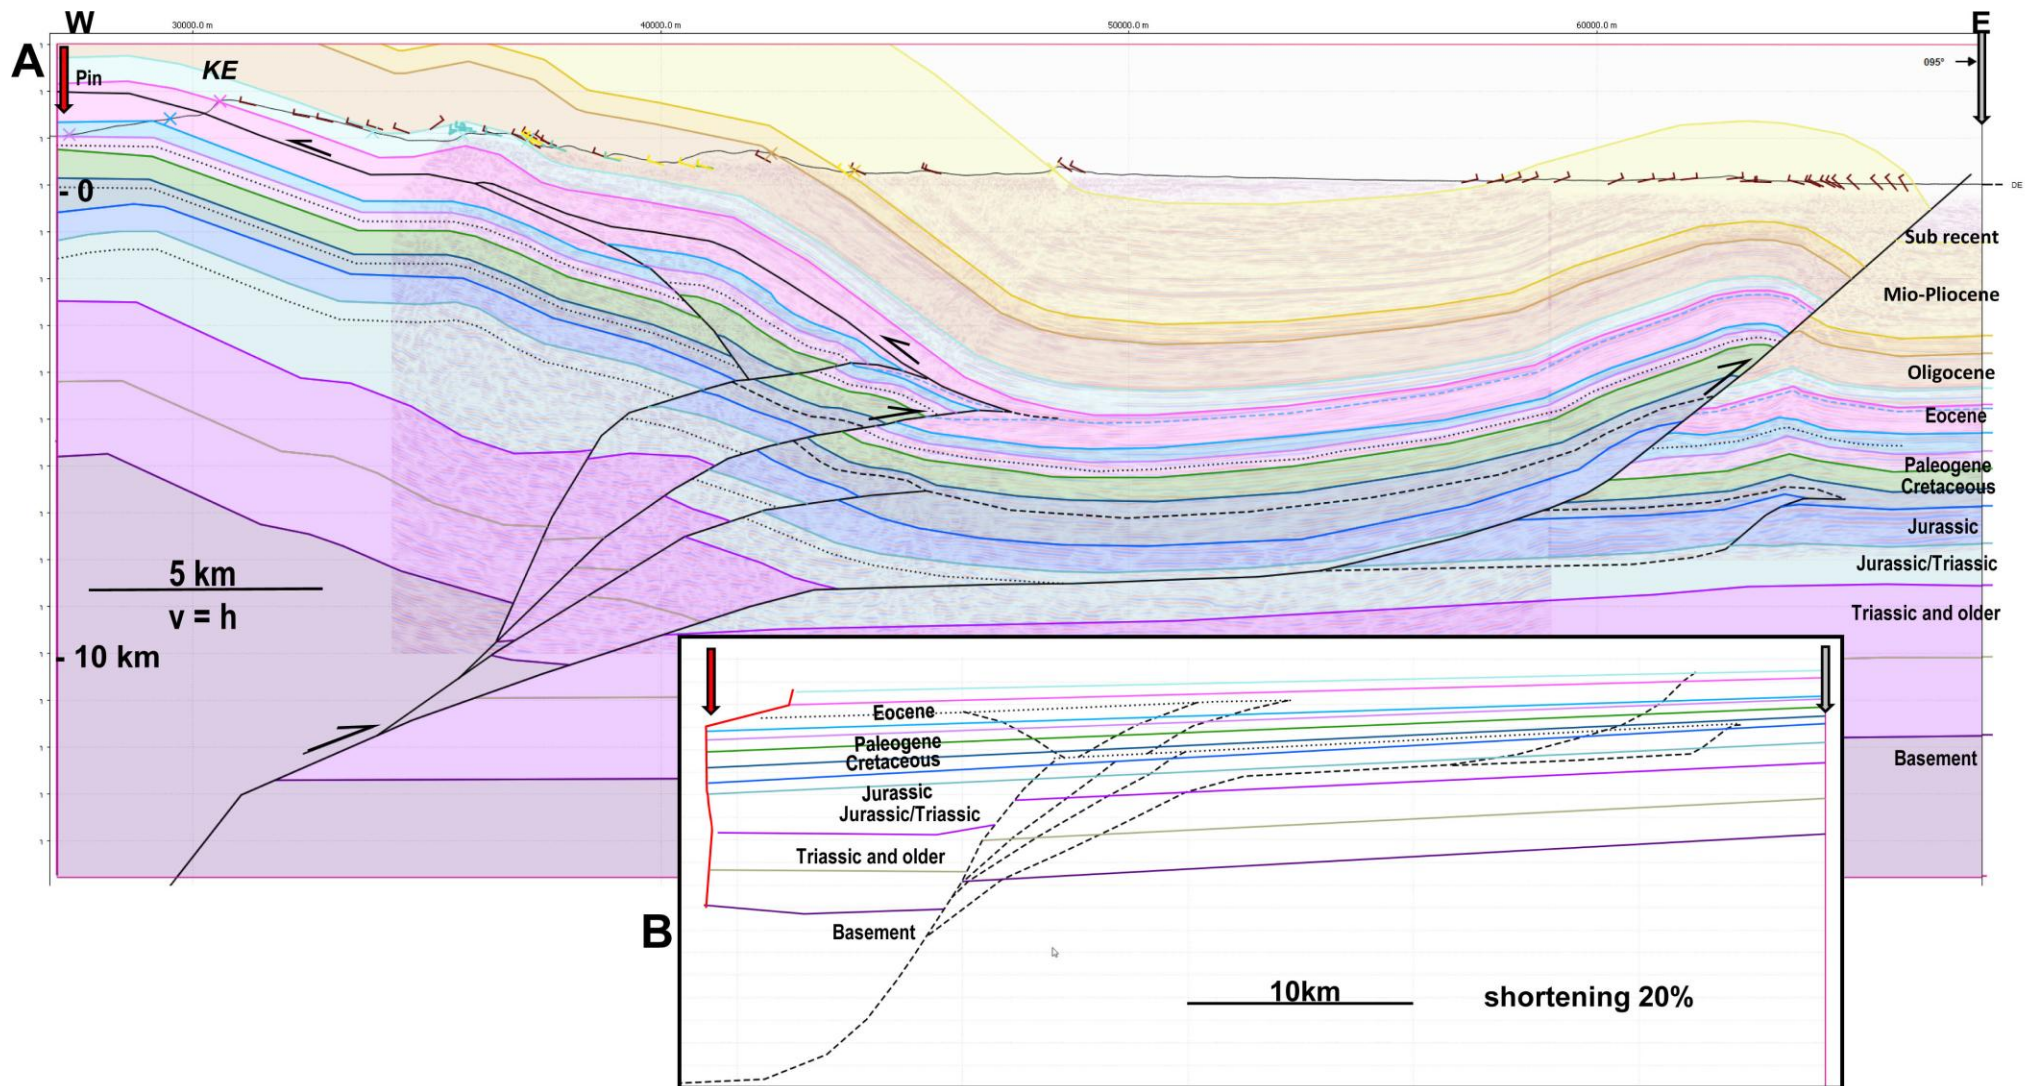 W
30000.0 m
40000.0 m
50000.0 m
60000.0 m
E
A
Pin
KE
095°
- 0
DE
Sub recent
Mio-Pliocene
Oligocene
Eocene
Paleogene
Cretaceous
Jurassic
Jurassic/Triassic
Triassic and older
Basement
5 km
v = h
- 10 km
B
Eocene
Paleogene
Cretaceous
Jurassic
Jurassic/Triassic
Triassic and older
Basement
10km
shortening 20%